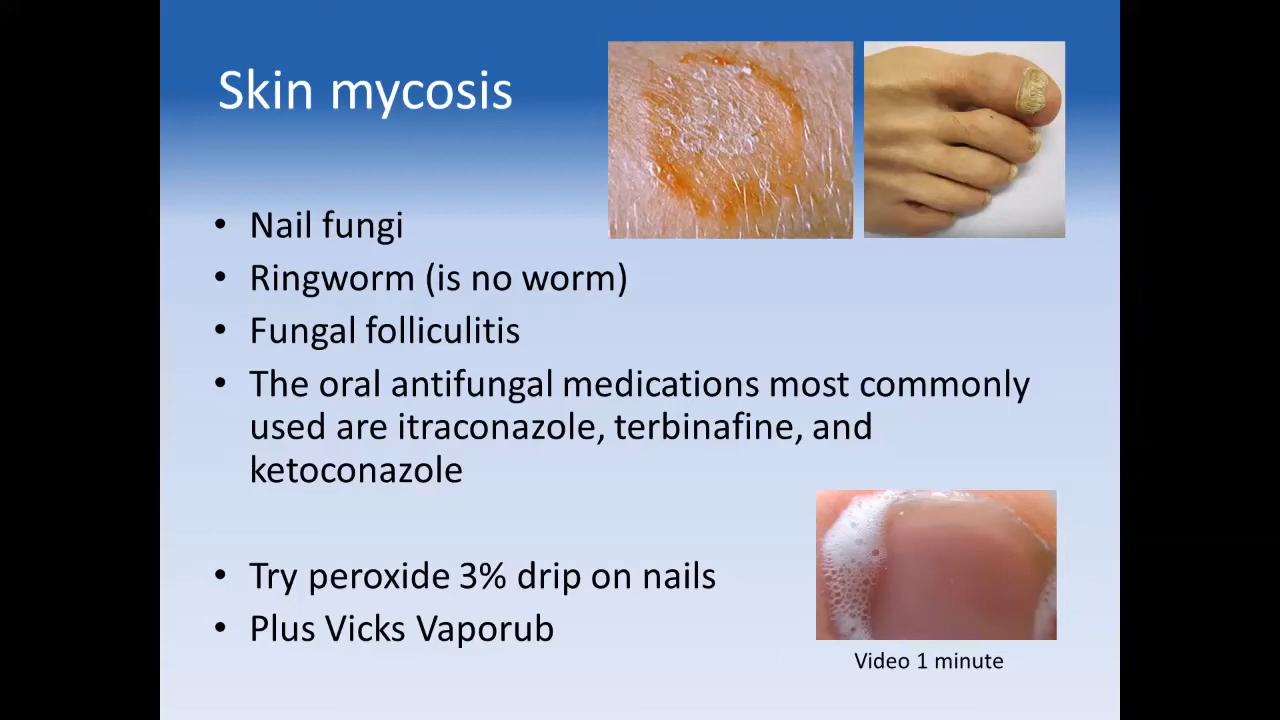 Skin mycosis
• Nail fungi
• Ringworm (is no worm)
• Fungal folliculitis
• The oral antifungal medications most commonly
used are itraconazole, terbinafine, and
ketoconazole
• Try peroxide 3% drip on nails
• Plus Vicks Vaporub
Video 1 minute